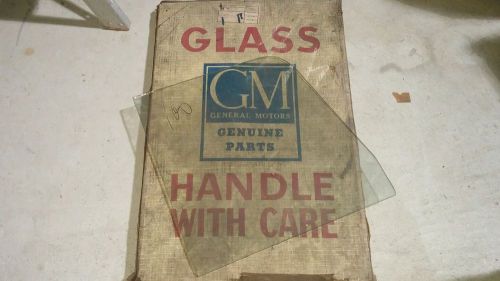 GLASS
GM
GENERAL MOTORS
GENUINE
PARTS
HANDLE
WITH CARE